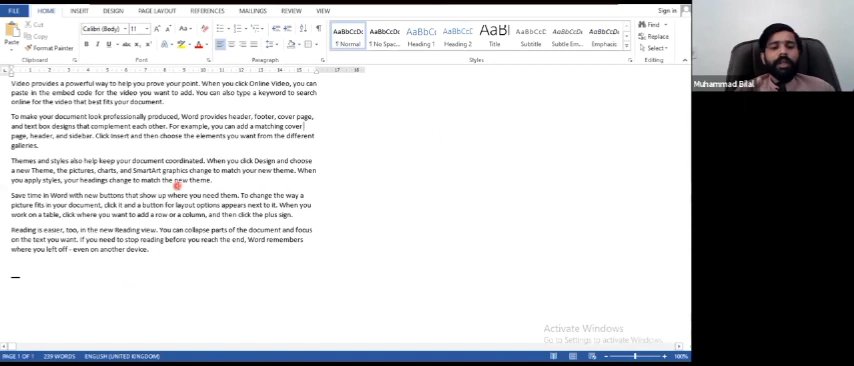 FILE HOME INSERT DESIGN PAGE LAYOUT REFERENCES MAILINGS REVIEW VIEW Sign in
Cut
Copy
Paste
Format Painter
Clipboard
Calibri (Body) 11
Font
Paragraph
AaBbCcDc AaBbCcDc AaBbCc AaBbCcC AaBI AaBbCcC AaBbCcDc AaBbCcDc
¶ Normal ¶ No Spac... Heading 1 Heading 2 Title Subtitle Subtle Em... Emphasis
Styles
Find
Replace
Select
Editing
Video provides a powerful way to help you prove your point. When you click Online Video, you can
paste in the embed code for the video you want to add. You can also type a keyword to search
online for the video that best fits your document.
To make your document look professionally produced, Word provides header, footer, cover page,
and text box designs that complement each other. For example, you can add a matching cover
page, header, and sidebar. Click Insert and then choose the elements you want from the different
galleries.
Themes and styles also help keep your document coordinated. When you click Design and choose
a new Theme, the pictures, charts, and SmartArt graphics change to match your new theme. When
you apply styles, your headings change to match the new theme.
Save time in Word with new buttons that show up where you need them. To change the way a
picture fits in your document, click it and a button for layout options appears next to it. When you
work on a table, click where you want to add a row or a column, and then click the plus sign.
Reading is easier, too, in the new Reading view. You can collapse parts of the document and focus
on the text you want. If you need to stop reading before you reach the end, Word remembers
where you left off - even on another device.
Activate Windows
Go to Settings to activate Windows.
PAGE 1 OF 1 239 WORDS ENGLISH (UNITED KINGDOM) 100%
Muhammad Bilal